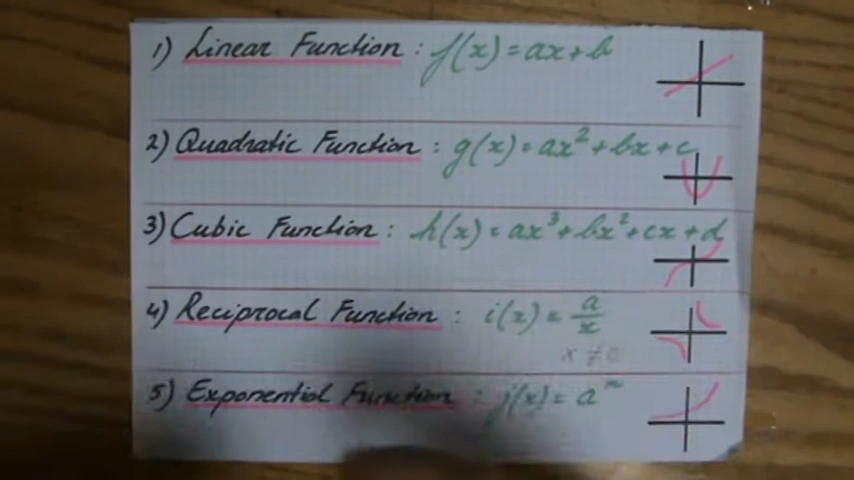 1) Linear Function : f(x) = ax + b
2) Quadratic Function : g(x) = ax² + bx + c
3) Cubic Function : h(x) = ax³ + bx² + cx + d
4) Reciprocal Function : i(x) = a/x
x ≠ 0
5) Exponential Function : j(x) = aˣ